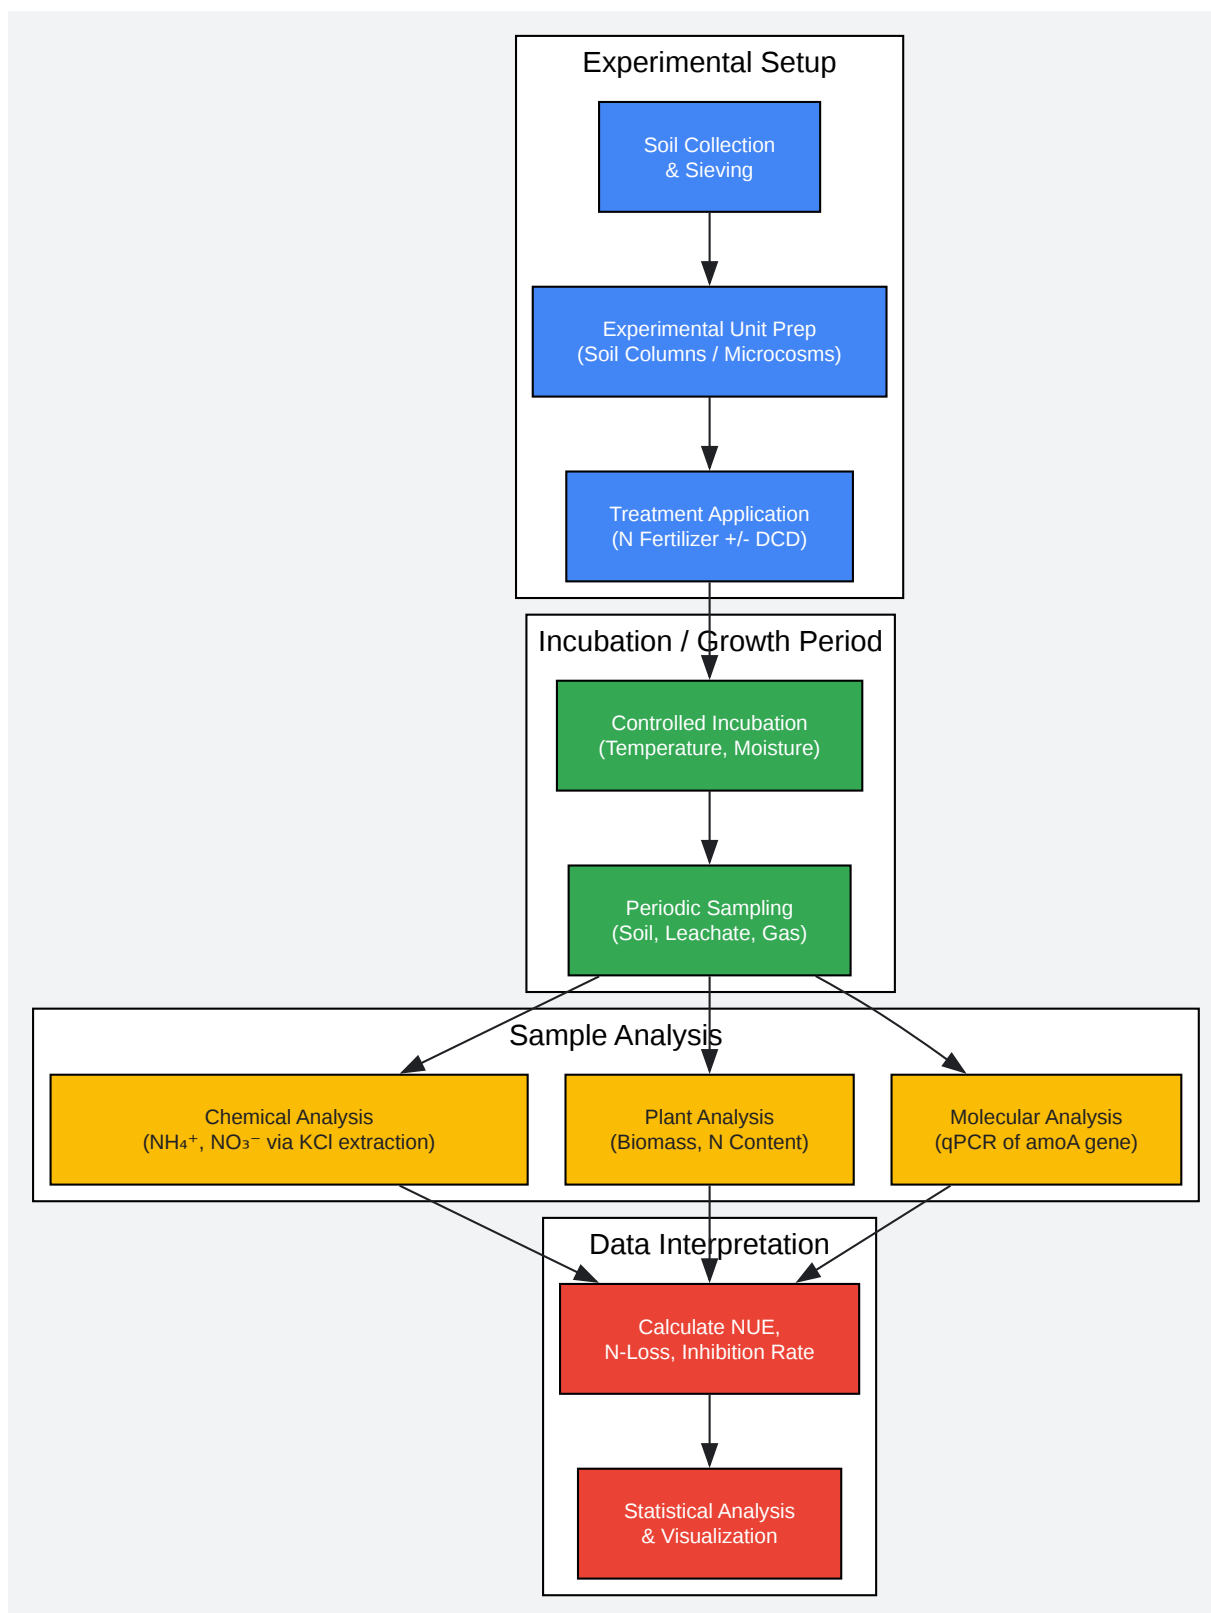 Experimental Setup
Soil Collection
& Sieving
Experimental Unit Prep
(Soil Columns / Microcosms)
Treatment Application
(N Fertilizer +/- DCD)
Incubation / Growth Period
Controlled Incubation
(Temperature, Moisture)
Periodic Sampling
(Soil, Leachate, Gas)
Sample Analysis
Chemical Analysis
(NH₄⁺, NO₃⁻ via KCl extraction)
Plant Analysis
(Biomass, N Content)
Molecular Analysis
(qPCR of amoA gene)
Data Interpretation
Calculate NUE,
N-Loss, Inhibition Rate
Statistical Analysis
& Visualization